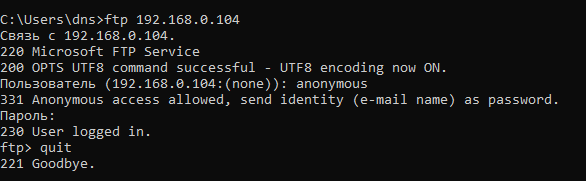 C:\Users\dns>ftp 192.168.0.104
Связь с 192.168.0.104.
220 Microsoft FTP Service
200 OPTS UTF8 command successful - UTF8 encoding now ON.
Пользователь (192.168.0.104:(none)): anonymous
331 Anonymous access allowed, send identity (e-mail name) as password.
Пароль:
230 User logged in.
ftp> quit
221 Goodbye.